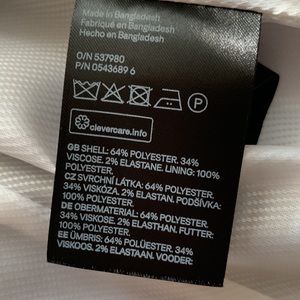 Made in Bangladesh
Fabriqué en Bangladesh
Hecho en Bangladesh
O/N 537980
P/N 0543689 6
P
clevercare.info
GB SHELL: 64% POLYESTER. 34%
VISCOSE. 2% ELASTANE. LINING: 100%
POLYESTER.
CZ SVRCHNÍ LÁTKA: 64% POLYESTER.
34% VISKÓZA. 2% ELASTAN. PODŠÍVKA:
100% POLYESTER.
DE OBERMATERIAL: 64% POLYESTER.
34% VISKOSE. 2% ELASTHAN. FUTTER:
100% POLYESTER.
EE ÜMBRIS: 64% POLÜESTER. 34%
VISKOOS. 2% ELASTAAN. VOODER: